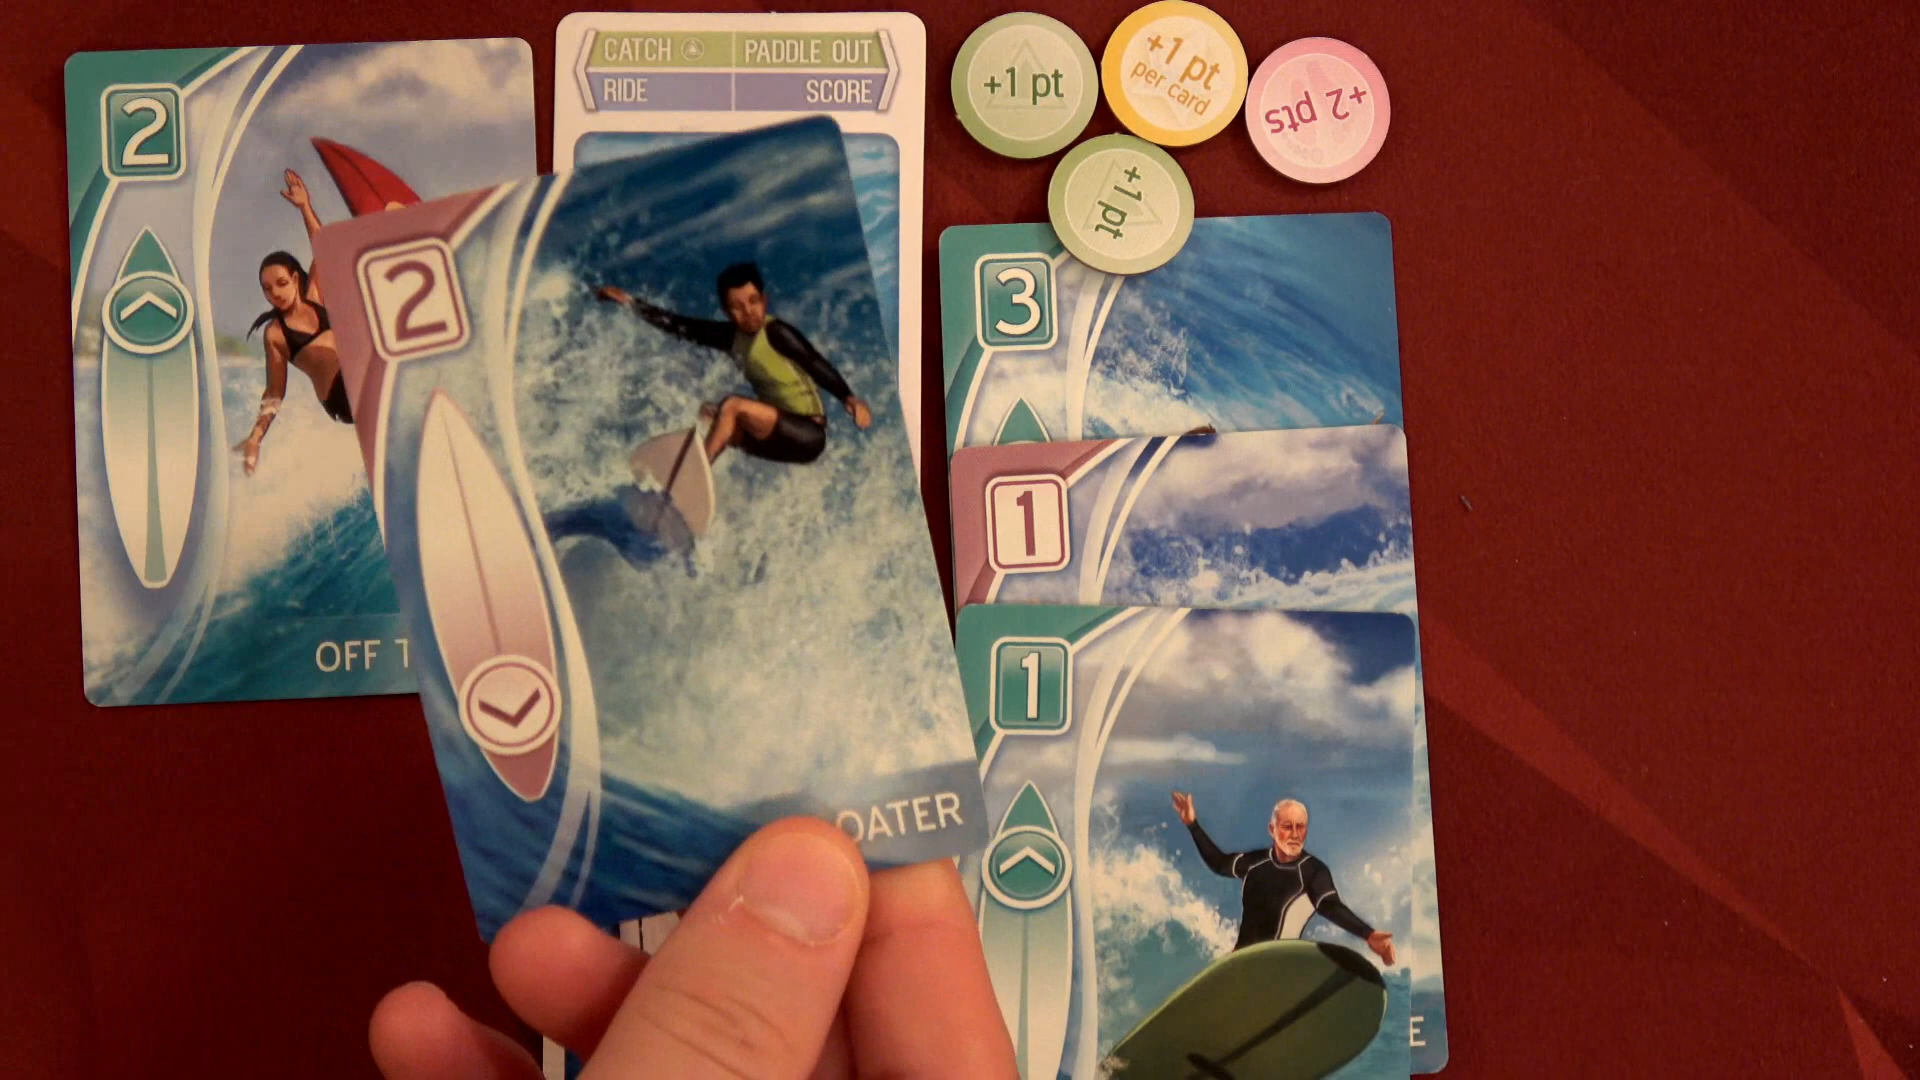 2
OFF T
CATCH PADDLE OUT
RIDE SCORE
2
OATER
+1 pt
+1 pt
per card
+2 pts
+1 pt
3
1
1
E